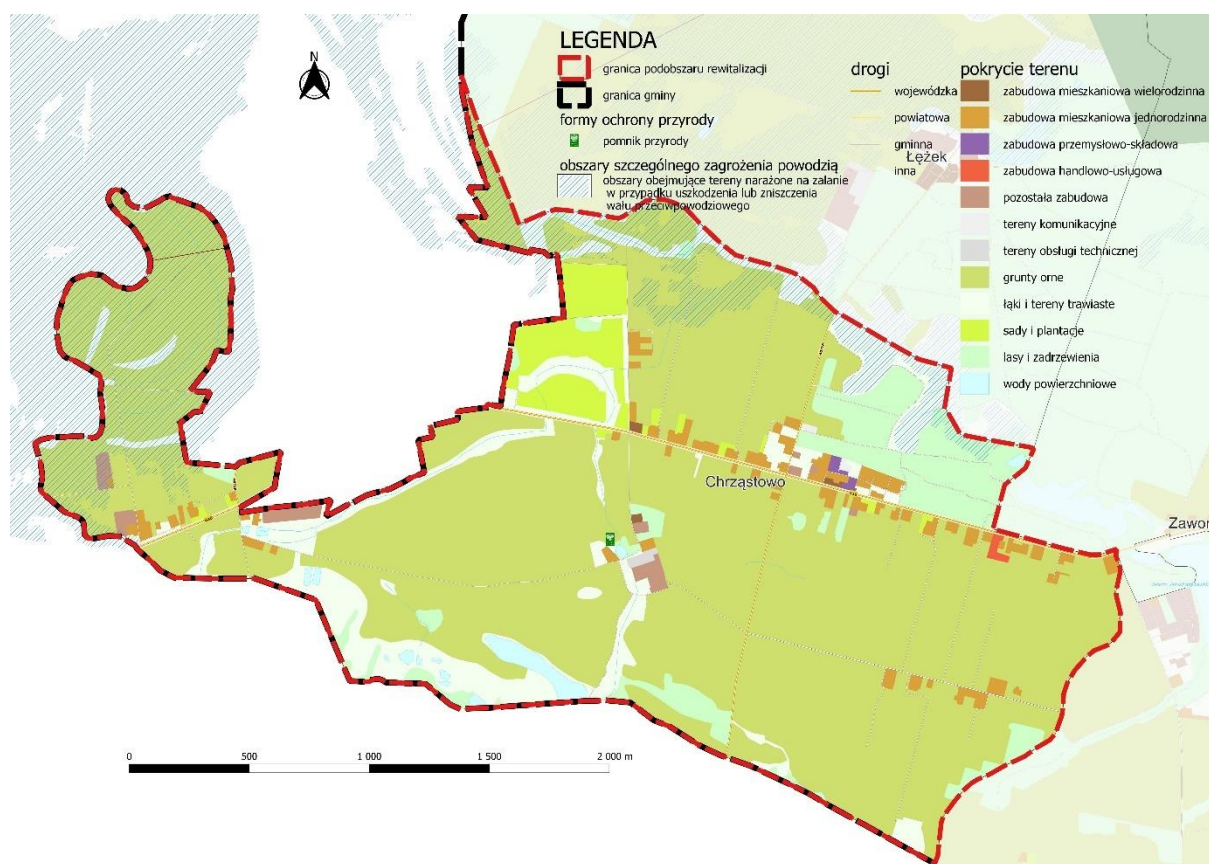 N
LEGENDA
granica podobszaru rewitalizacji
granica gminy
formy ochrony przyrody
pomnik przyrody
obszary szczególnego zagrożenia powodzią
obszary obejmujące tereny narażone na zalanie
w przypadku uszkodzenia lub zniszczenia
wału przeciwpowodziowego
drogi
wojewódzka
powiatowa
gminna
inna
pokrycie terenu
zabudowa mieszkaniowa wielorodzinna
zabudowa mieszkaniowa jednorodzinna
zabudowa przemysłowo-składowa
zabudowa handlowo-usługowa
pozostała zabudowa
tereny komunikacyjne
tereny obsługi technicznej
grunty orne
łąki i tereny trawiaste
sady i plantacje
lasy i zadrzewienia
wody powierzchniowe
Łężek
Chrząstowo
Zawor
0 500 1 000 1 500 2 000 m